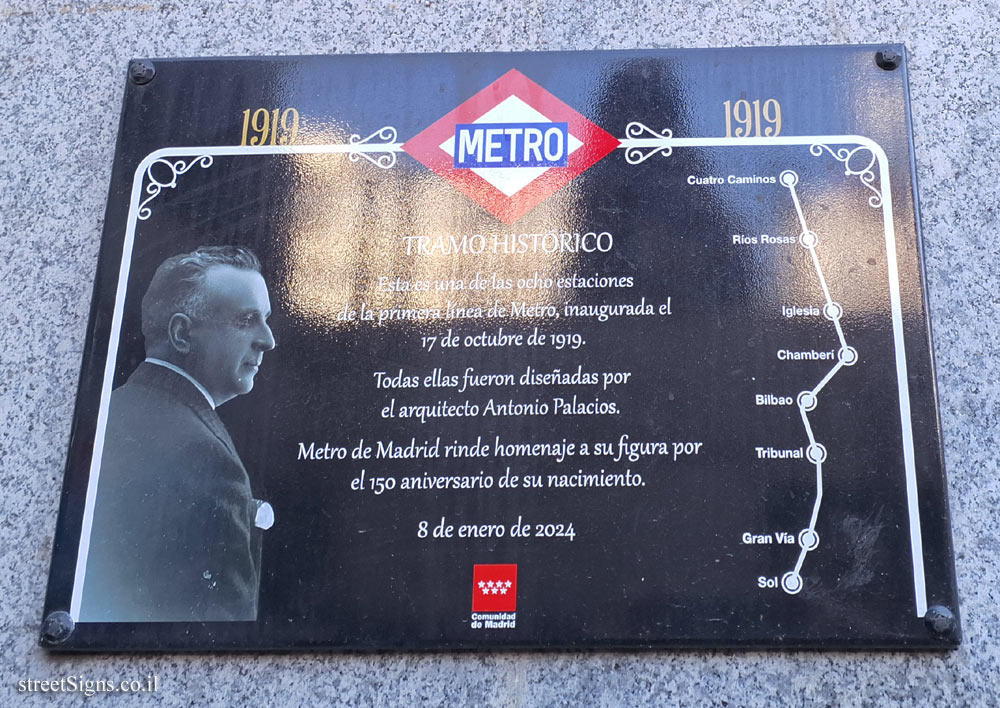 1919
METRO
1919
TRAMO HISTÓRICO
Esta es una de las ocho estaciones
de la primera línea de Metro, inaugurada el
17 de octubre de 1919.
Todas ellas fueron diseñadas por
el arquitecto Antonio Palacios.
Metro de Madrid rinde homenaje a su figura por
el 150 aniversario de su nacimiento.
8 de enero de 2024
Comunidad
de Madrid
Cuatro Caminos
Ríos Rosas
Iglesia
Chamberí
Bilbao
Tribunal
Gran Vía
Sol
streetSigns.co.il